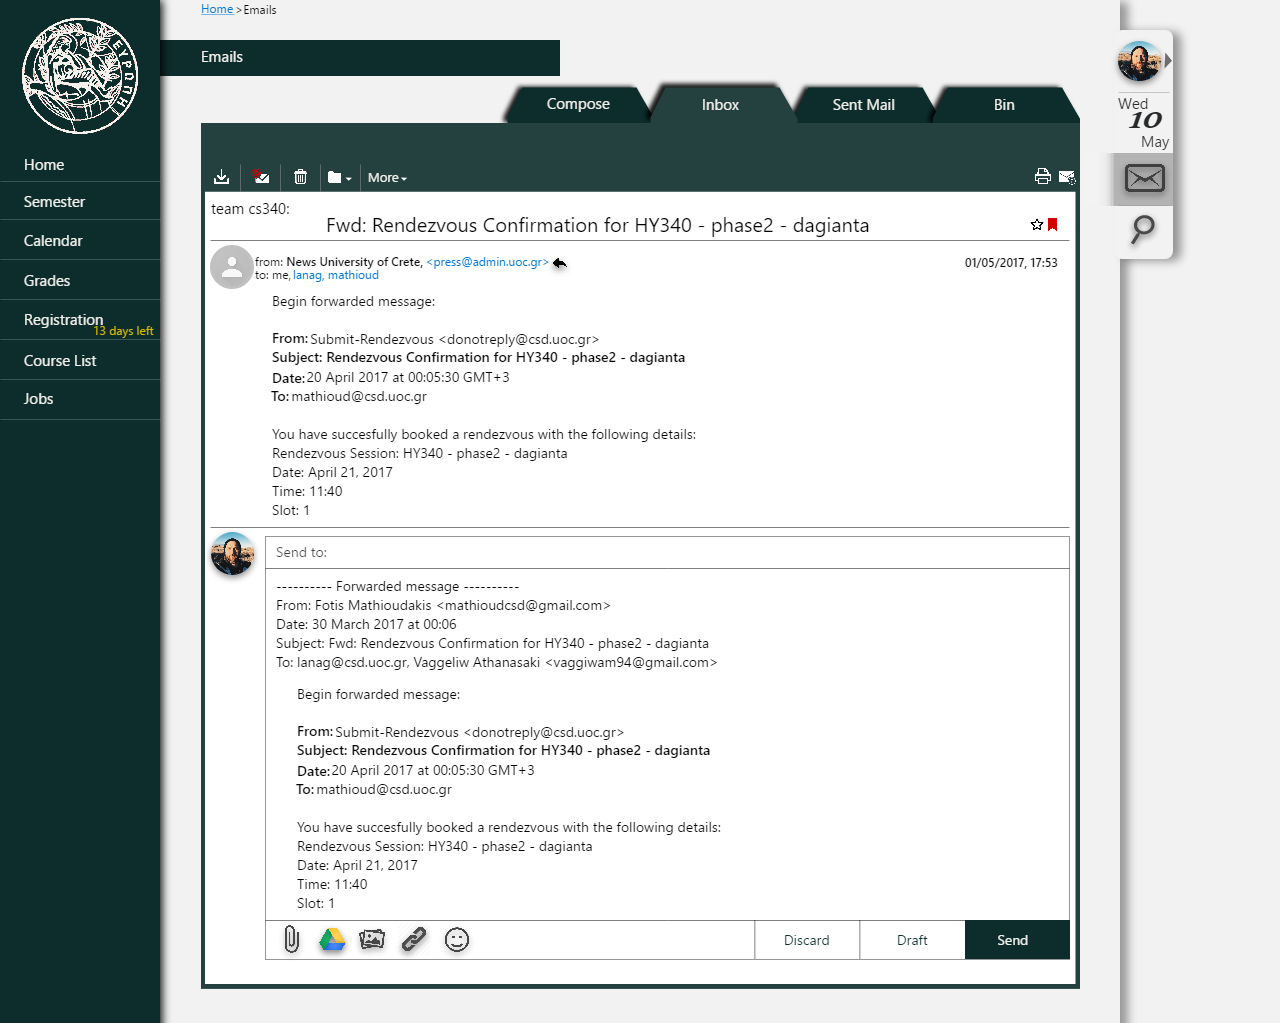 Home >Emails
Emails
ΕΥΡΩΠΗ
Home
Semester
Calendar
Grades
Registration
13 days left
Course List
Jobs
Compose
Inbox
Sent Mail
Bin
Wed
10
May
More
team cs340:
Fwd: Rendezvous Confirmation for HY340 - phase2 - dagianta
from: News University of Crete, <press@admin.uoc.gr>
01/05/2017, 17:53
to: me, lanag, mathioud
Begin forwarded message:
From: Submit-Rendezvous <donotreply@csd.uoc.gr>
Subject: Rendezvous Confirmation for HY340 - phase2 - dagianta
Date: 20 April 2017 at 00:05:30 GMT+3
To: mathioud@csd.uoc.gr
You have succesfully booked a rendezvous with the following details:
Rendezvous Session: HY340 - phase2 - dagianta
Date: April 21, 2017
Time: 11:40
Slot: 1
Send to:
---------- Forwarded message ----------
From: Fotis Mathioudakis <mathioudcsd@gmail.com>
Date: 30 March 2017 at 00:06
Subject: Fwd: Rendezvous Confirmation for HY340 - phase2 - dagianta
To: lanag@csd.uoc.gr, Vaggeliw Athanasaki <vaggiwam94@gmail.com>
Begin forwarded message:
From: Submit-Rendezvous <donotreply@csd.uoc.gr>
Subject: Rendezvous Confirmation for HY340 - phase2 - dagianta
Date: 20 April 2017 at 00:05:30 GMT+3
To: mathioud@csd.uoc.gr
You have succesfully booked a rendezvous with the following details:
Rendezvous Session: HY340 - phase2 - dagianta
Date: April 21, 2017
Time: 11:40
Slot: 1
Discard
Draft
Send